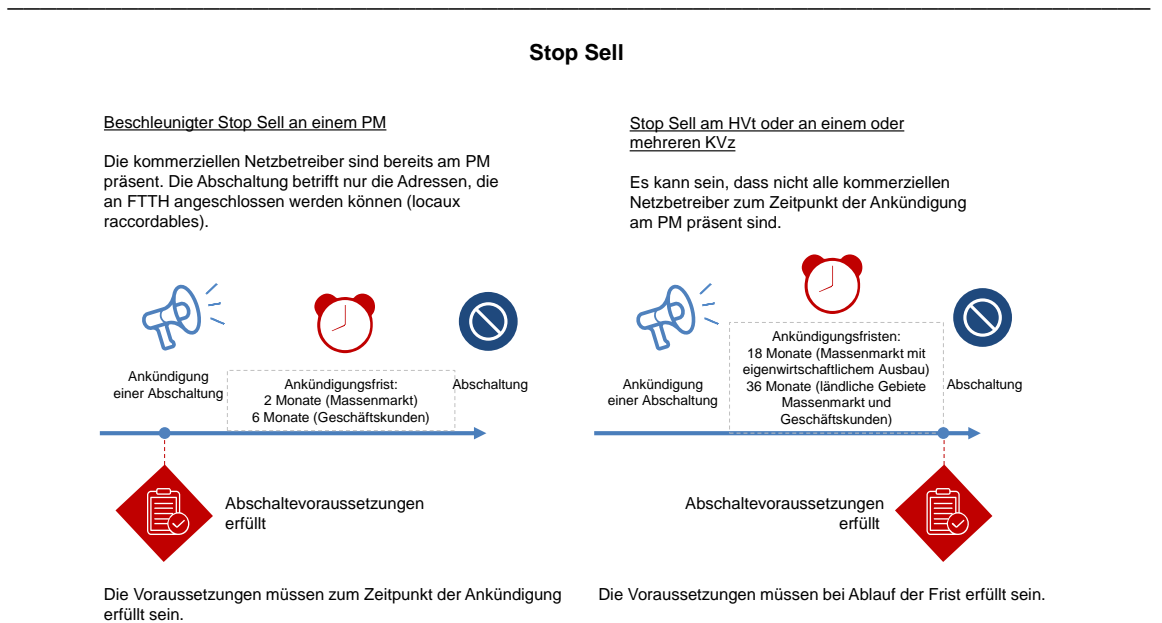 Stop Sell
Beschleunigter Stop Sell an einem PM
Die kommerziellen Netzbetreiber sind bereits am PM
präsent. Die Abschaltung betrifft nur die Adressen, die
an FTTH angeschlossen werden können (locaux
raccordables).
Ankündigung
einer Abschaltung
Ankündigungsfrist:
2 Monate (Massenmarkt)
6 Monate (Geschäftskunden)
Abschaltung
Abschaltevoraussetzungen
erfüllt
Die Voraussetzungen müssen zum Zeitpunkt der Ankündigung
erfüllt sein.
Stop Sell am HVt oder an einem oder
mehreren KVz
Es kann sein, dass nicht alle kommerziellen
Netzbetreiber zum Zeitpunkt der Ankündigung
am PM präsent sind.
Ankündigung
einer Abschaltung
Ankündigungsfristen:
18 Monate (Massenmarkt mit
eigenwirtschaftlichem Ausbau)
36 Monate (ländliche Gebiete
Massenmarkt und
Geschäftskunden)
Abschaltung
Abschaltevoraussetzungen
erfüllt
Die Voraussetzungen müssen bei Ablauf der Frist erfüllt sein.